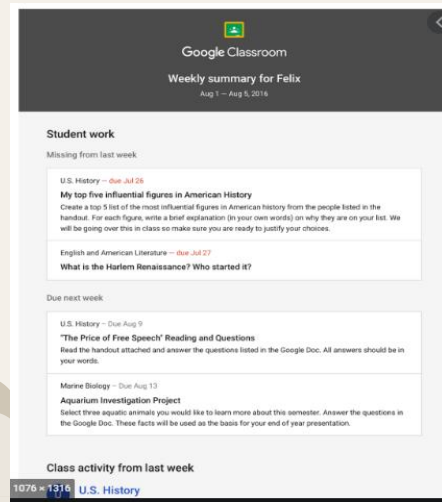 Google Classroom
Weekly summary for Felix
Aug 1 — Aug 5, 2016
Student work
Missing from last week
U.S. History — due Jul 26
My top five influential figures in American History
Create a top 5 list of the most influential figures in American history from the people listed in the
handout. For each figure, write a brief explanation (in your own words) on why they are on your list. We
will be going over this in class so make sure you are ready to justify your choices.
English and American Literature — due Jul 27
What is the Harlem Renaissance? Who started it?
Due next week
U.S. History — Due Aug 9
"The Price of Free Speech" Reading and Questions
Read the handout attached and answer the questions listed in the Google Doc. All answers should be in
your words.
Marine Biology — Due Aug 13
Aquarium Investigation Project
Select three aquatic animals you would like to learn more about this semester. Answer the questions in
the Google Doc. These facts will be used as the basis for your end of year presentation.
Class activity from last week
1076 × 1316
U.S. History